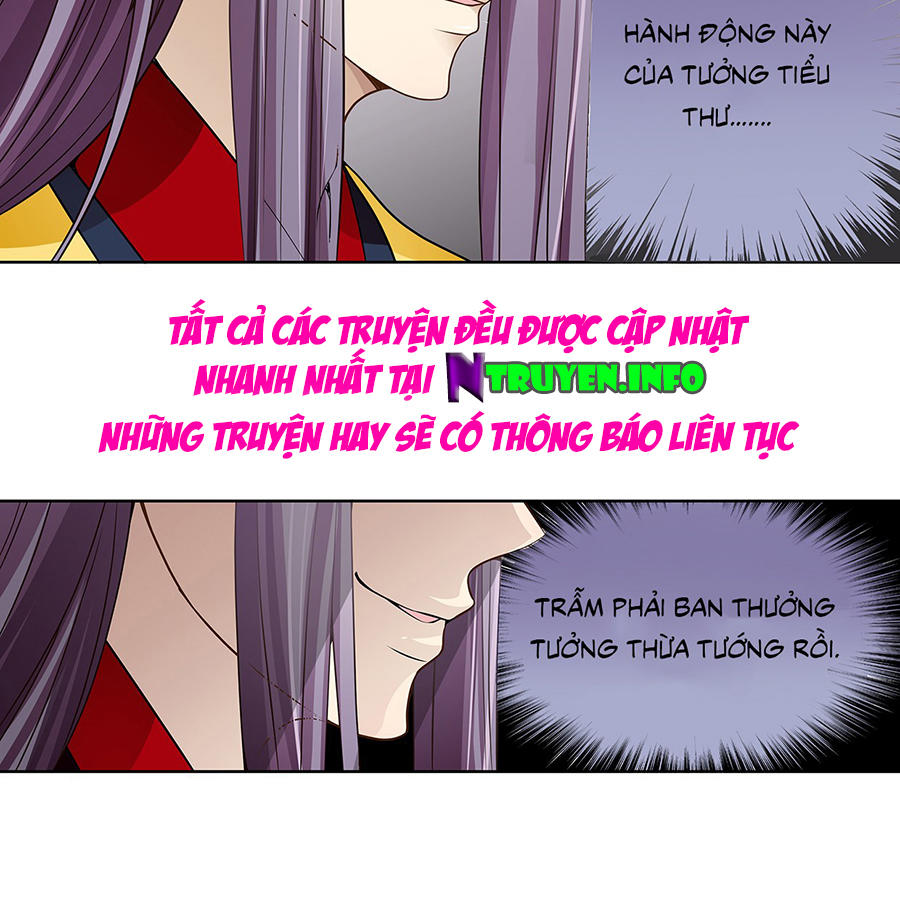 HÀNH ĐỘNG NÀY
CỦA TƯỞNG TIỂU
THƯ.......
TẤT CẢ CÁC TRUYỆN ĐỀU ĐƯỢC CẬP NHẬT
NHANH NHẤT TẠI NTRUYEN.INFO
NHỮNG TRUYỆN HAY SẼ CÓ THÔNG BÁO LIÊN TỤC
TRẪM PHẢI BAN THƯỞNG
TƯỞNG THỪA TƯỚNG RỒI.